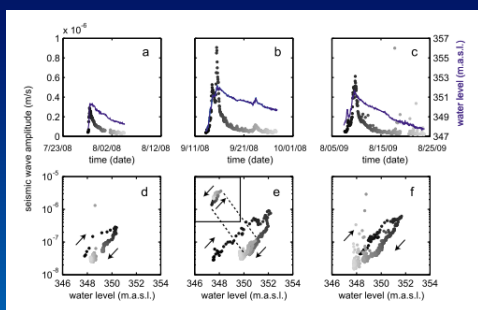 x 10⁻⁶
1
0.8
0.6
0.4
0.2
0
a
b
c
357
355
353
351
349
347
7/23/08 8/02/08 8/12/08
9/11/08 9/21/08 10/01/08
8/05/09 8/15/09 8/25/09
time (date)
time (date)
time (date)
seismic wave amplitude (m/s)
water level (m.a.s.l.)
10⁻⁵
10⁻⁶
10⁻⁷
10⁻⁸
d
e
f
346 348 350 352 354
346 348 350 352 354
346 348 350 352 354
water level (m.a.s.l.)
water level (m.a.s.l.)
water level (m.a.s.l.)